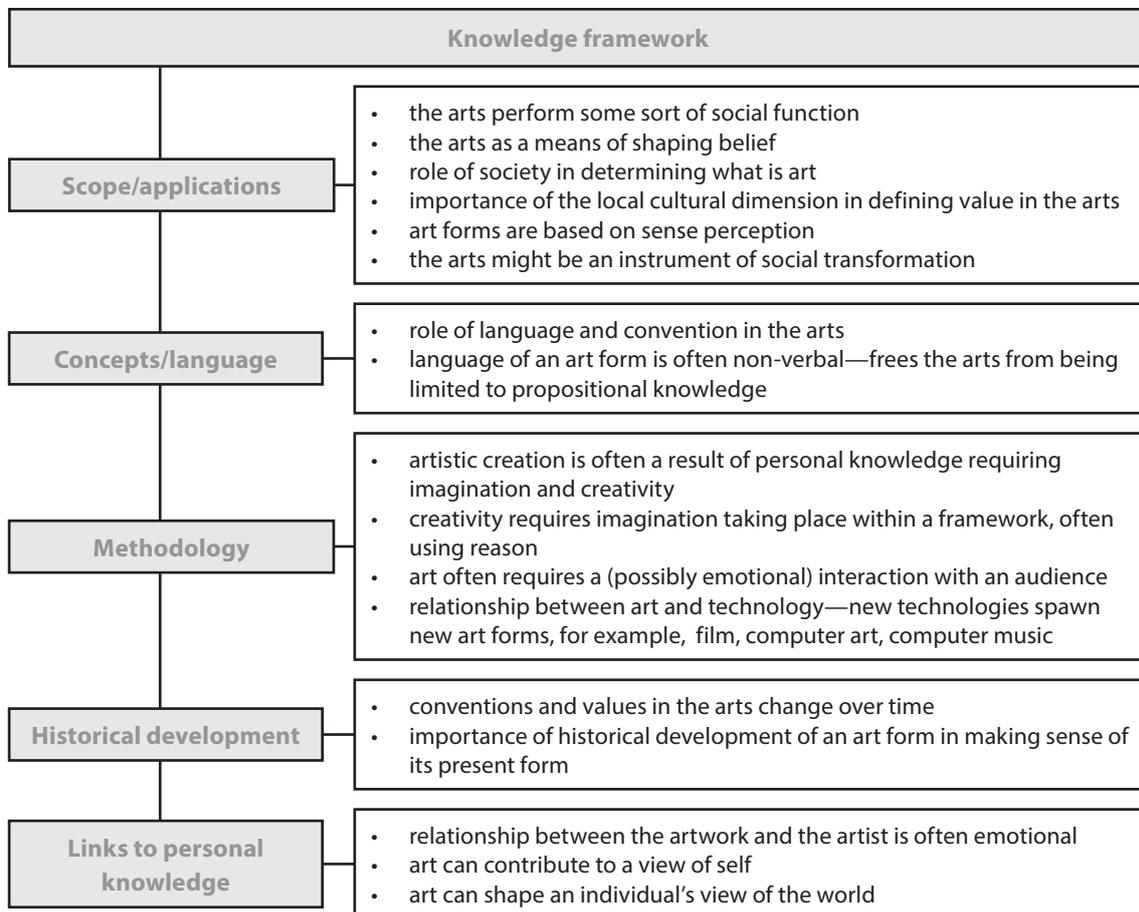 Knowledge framework
Scope/applications
• the arts perform some sort of social function
• the arts as a means of shaping belief
• role of society in determining what is art
• importance of the local cultural dimension in defining value in the arts
• art forms are based on sense perception
• the arts might be an instrument of social transformation
Concepts/language
• role of language and convention in the arts
• language of an art form is often non-verbal—frees the arts from being
limited to propositional knowledge
Methodology
• artistic creation is often a result of personal knowledge requiring
imagination and creativity
• creativity requires imagination taking place within a framework, often
using reason
• art often requires a (possibly emotional) interaction with an audience
• relationship between art and technology—new technologies spawn
new art forms, for example, film, computer art, computer music
Historical development
• conventions and values in the arts change over time
• importance of historical development of an art form in making sense of
its present form
Links to personal
knowledge
• relationship between the artwork and the artist is often emotional
• art can contribute to a view of self
• art can shape an individual's view of the world